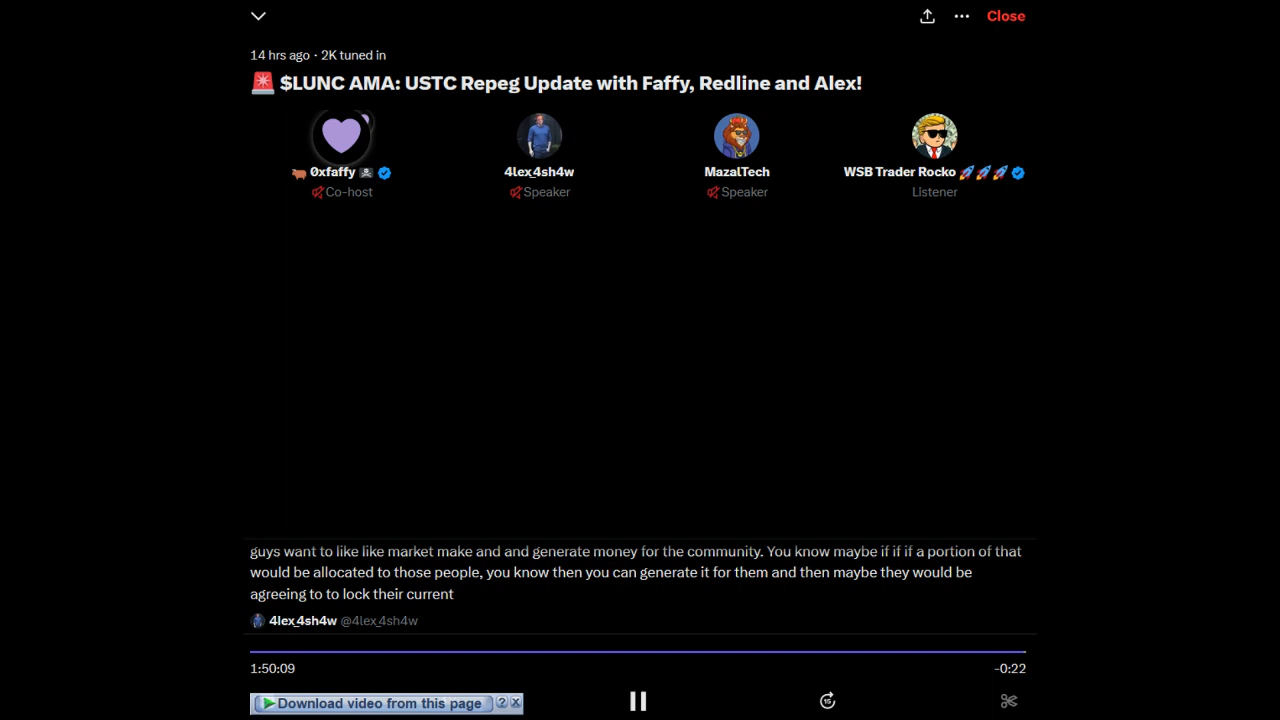 Close
14 hrs ago · 2K tuned in
🚨 $LUNC AMA: USTC Repeg Update with Faffy, Redline and Alex!
🐂 0xfaffy 🏴‍☠️
Co-host
4lex_4sh4w
Speaker
MazalTech
Speaker
WSB Trader Rocko 🚀🚀🚀
Listener
guys want to like like market make and and generate money for the community. You know maybe if if if a portion of that
would be allocated to those people, you know then you can generate it for them and then maybe they would be
agreeing to to lock their current
4lex_4sh4w @4lex_4sh4w
1:50:09
-0:22
Download video from this page ? X
15